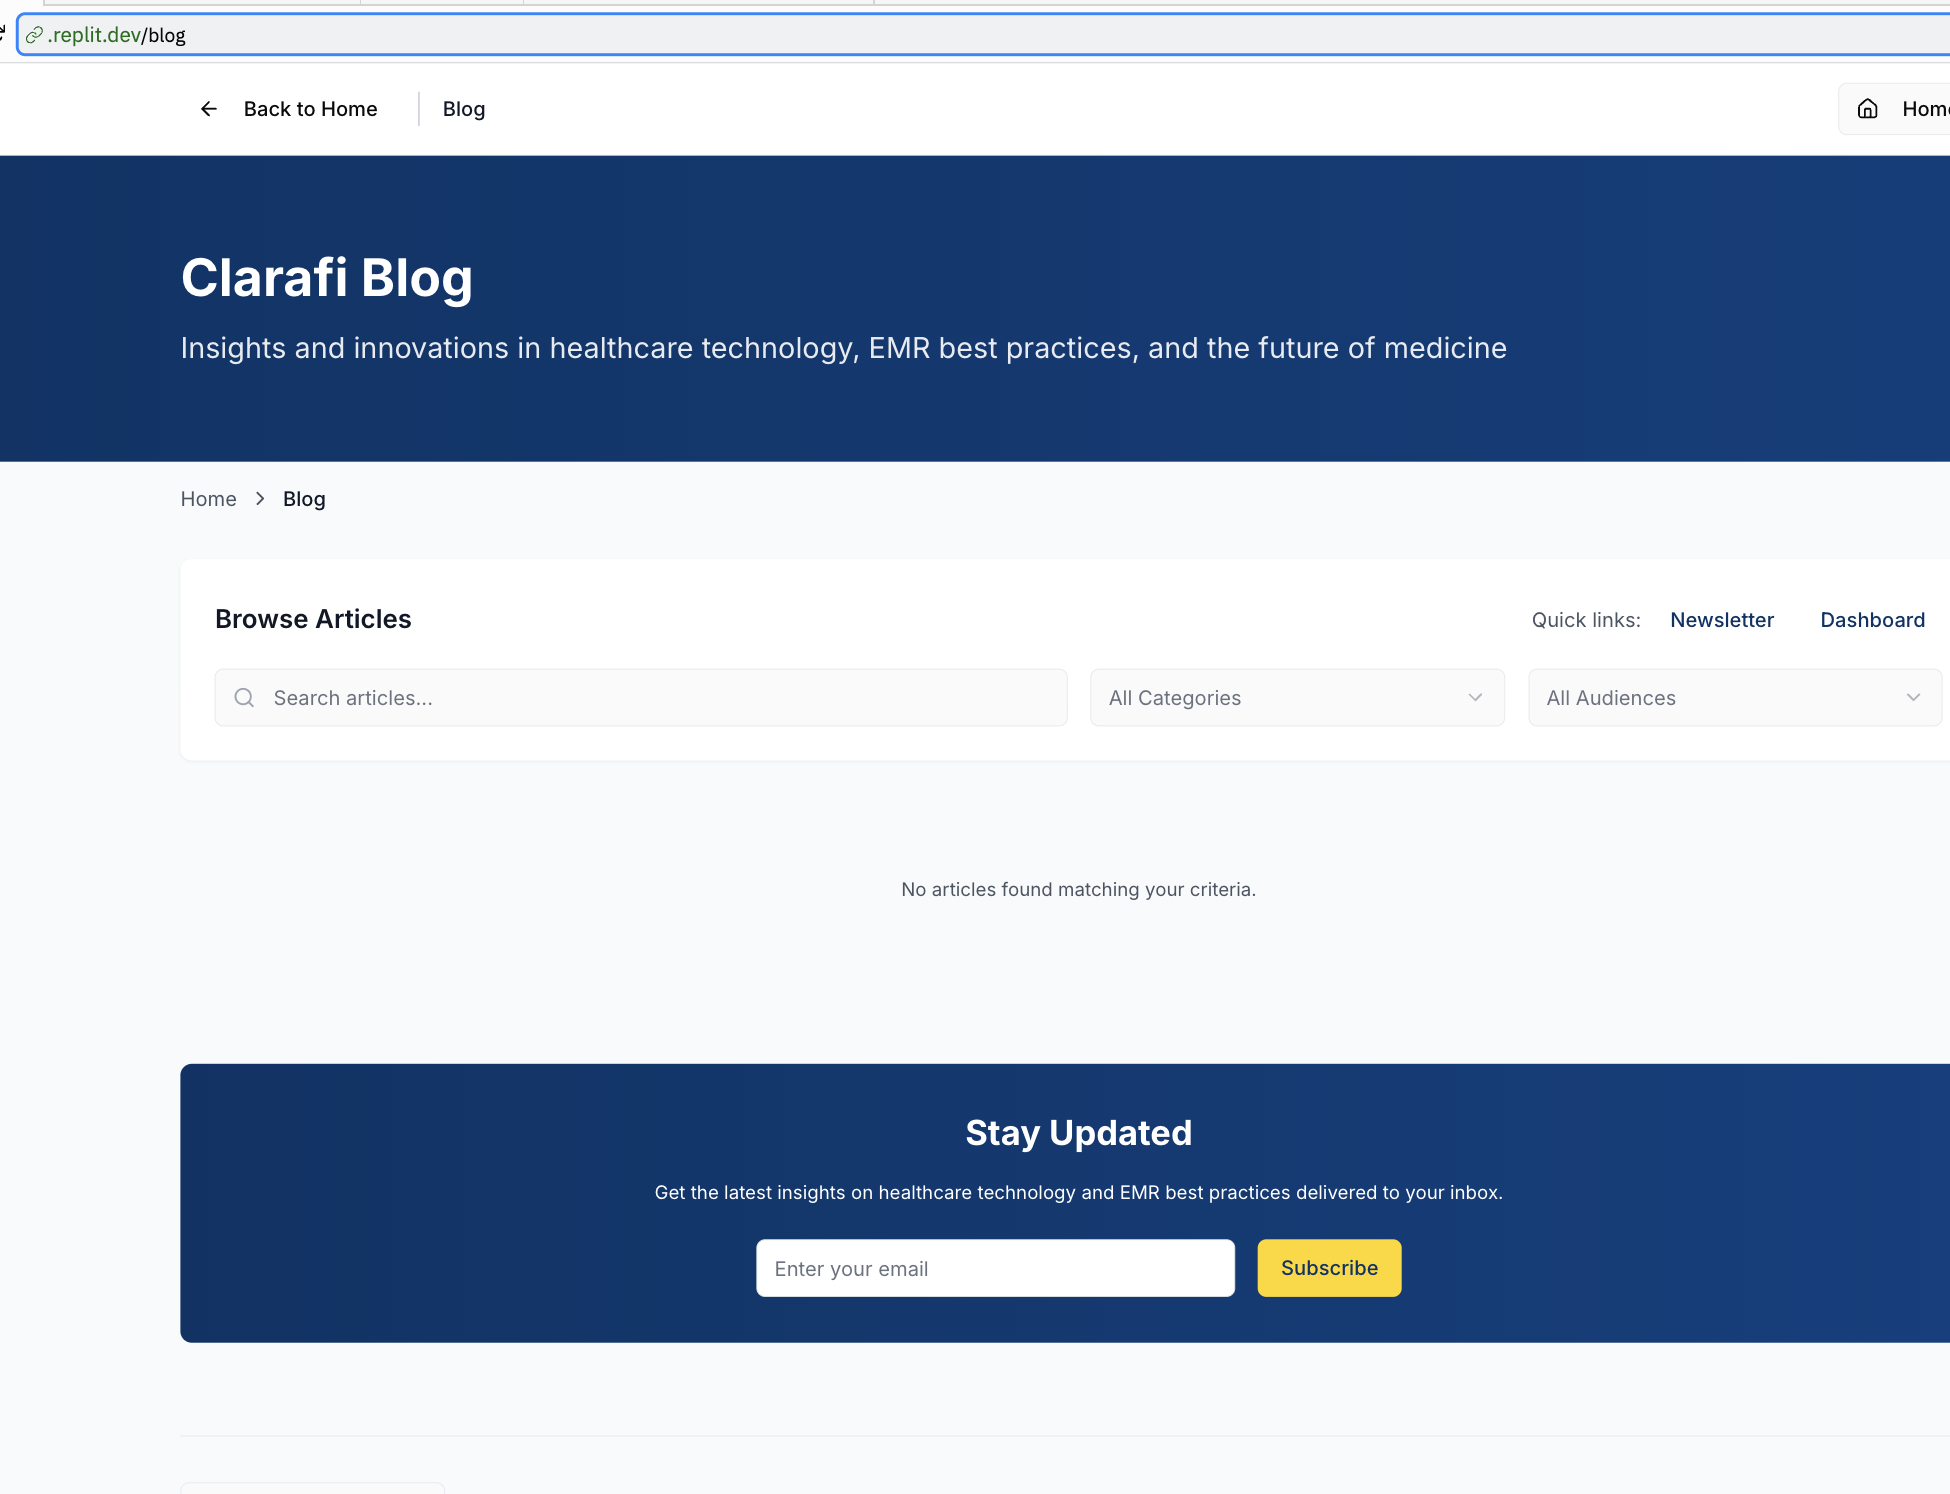 .replit.dev/blog
Back to Home
Blog
Clarafi Blog
Insights and innovations in healthcare technology, EMR best practices, and the future of medicine
Home > Blog
Browse Articles
Quick links: Newsletter Dashboard
Search articles...
All Categories
All Audiences
No articles found matching your criteria.
Stay Updated
Get the latest insights on healthcare technology and EMR best practices delivered to your inbox.
Enter your email
Subscribe